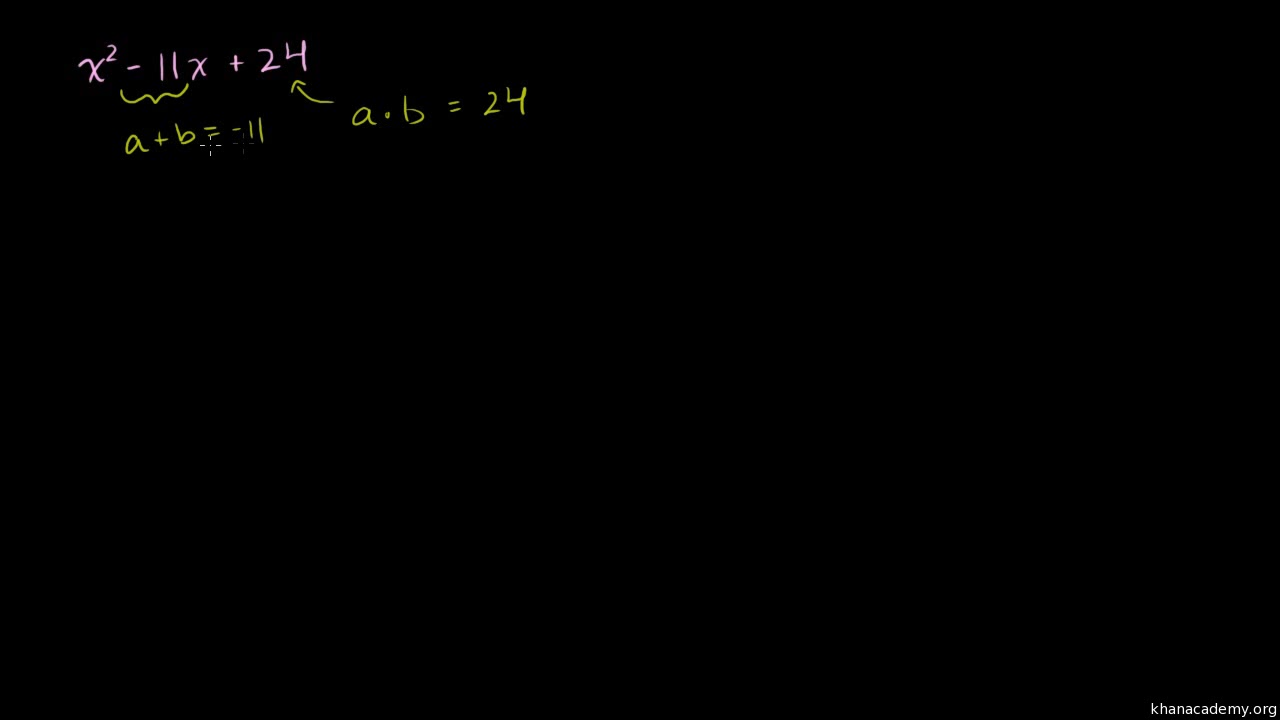 x² - 11x + 24
a · b = 24
a + b = -11
khanacademy.org